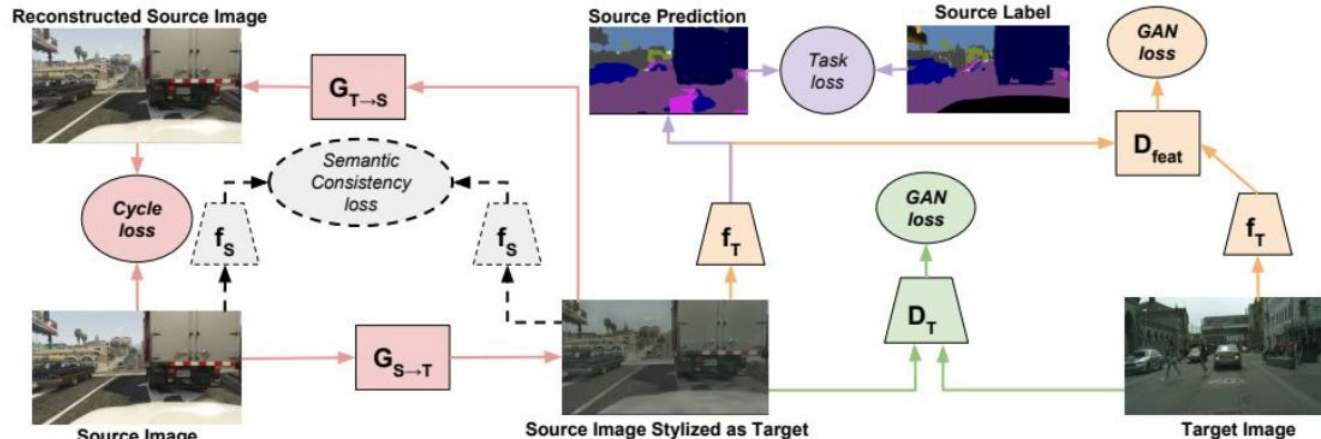 Reconstructed Source Image
Source Prediction
Source Label
GAN
loss
Task
loss
G T→S
D feat
Semantic
Consistency
loss
Cycle
loss
f S
f S
f T
GAN
loss
f T
D T
G S→T
Source Image
Source Image Stylized as Target
Target Image